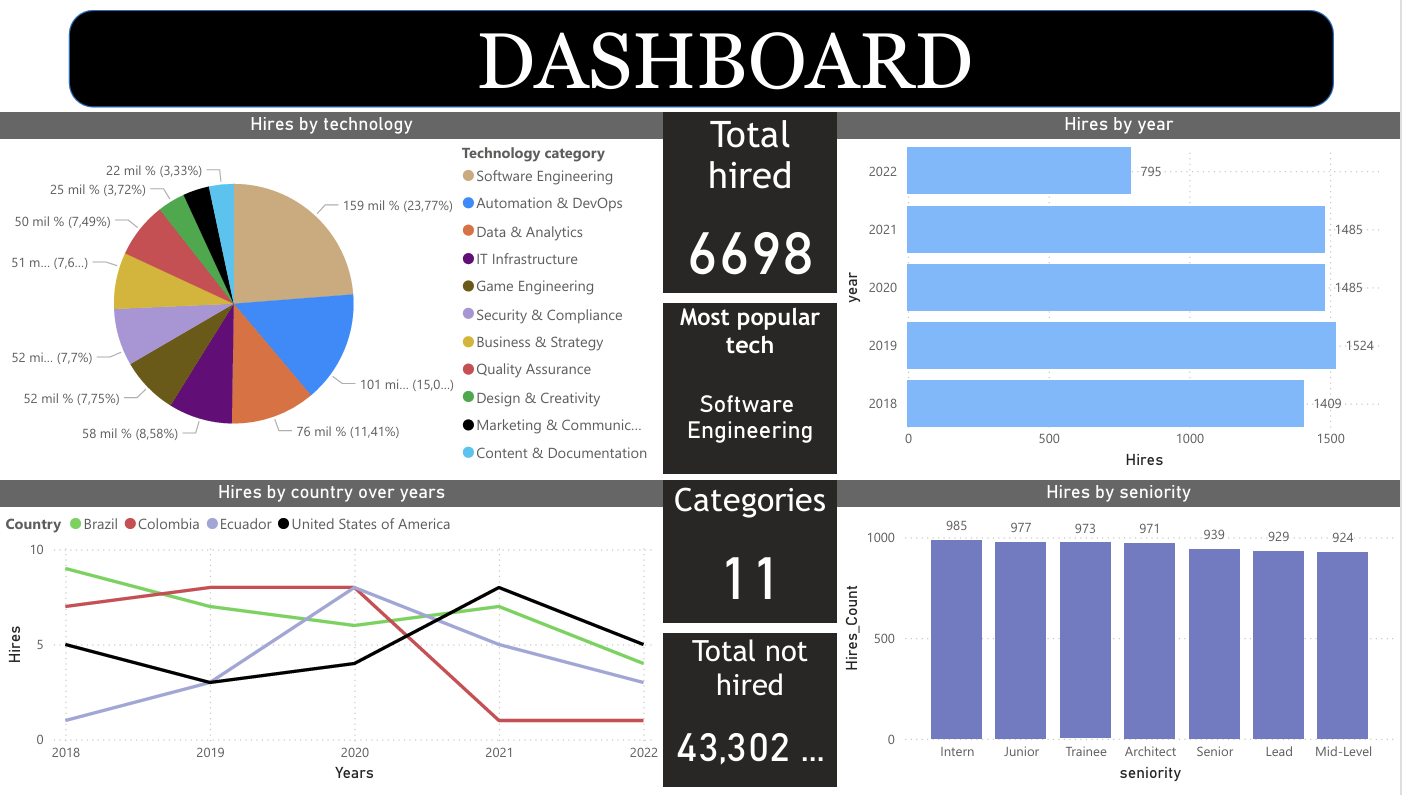 DASHBOARD
Hires by technology
22 mil % (3,33%)
25 mil % (3,72%)
50 mil % (7,49%)
51 m... (7,6...)
52 mi... (7,7%)
52 mil % (7,75%)
58 mil % (8,58%)
76 mil % (11,41%)
101 mi... (15,0...)
159 mil % (23,77%)
Technology category
Software Engineering
Automation & DevOps
Data & Analytics
IT Infrastructure
Game Engineering
Security & Compliance
Business & Strategy
Quality Assurance
Design & Creativity
Marketing & Communic...
Content & Documentation
Total
hired
6698
Most popular
tech
Software
Engineering
Hires by year
year
2022
795
2021
1485
2020
1485
2019
1524
2018
1409
0 500 1000 1500
Hires
Hires by country over years
Country Brazil Colombia Ecuador United States of America
Hires
10
5
0
2018 2019 2020 2021 2022
Years
Categories
11
Total not
hired
43,302 ...
Hires by seniority
Hires_Count
1000
500
0
985 977 973 971 939 929 924
Intern Junior Trainee Architect Senior Lead Mid-Level
seniority